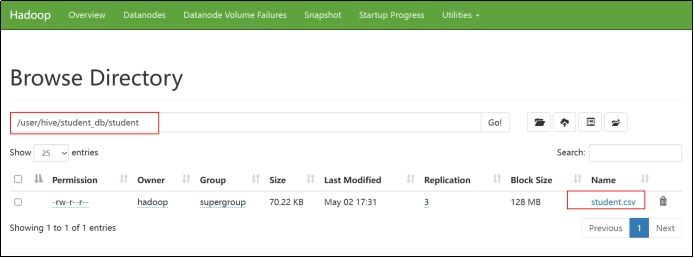 Hadoop Overview Datanodes Datanode Volume Failures Snapshot Startup Progress Utilities
Browse Directory
/user/hive/student_db/student Go!
Show 25 entries Search:
Permission Owner Group Size Last Modified Replication Block Size Name
-rw-r--r-- hadoop supergroup 70.22 KB May 02 17:31 3 128 MB student.csv
Showing 1 to 1 of 1 entries Previous 1 Next